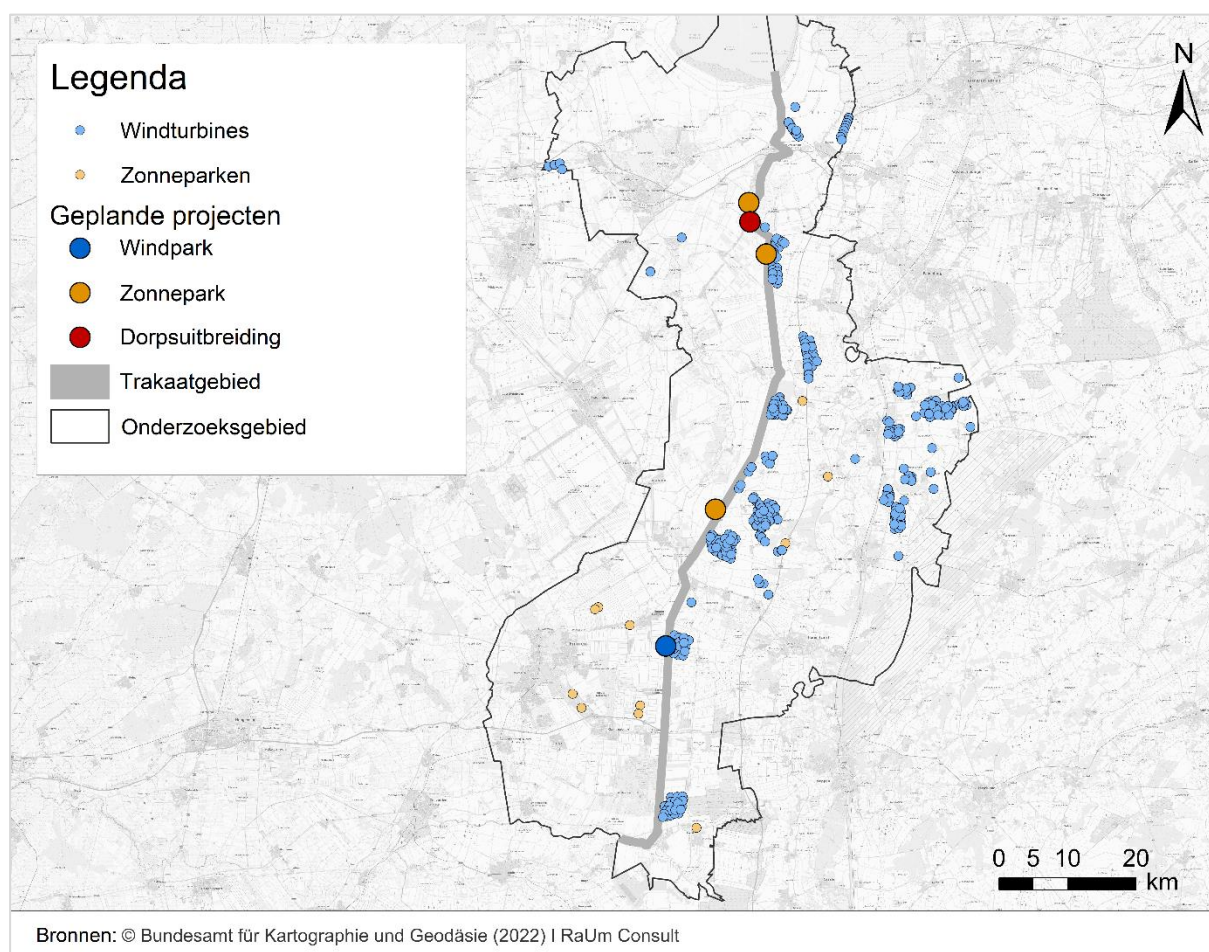 Legenda
Windturbines
Zonneparken
Geplande projecten
Windpark
Zonnepark
Dorpsuitbreiding
Trakaatgebied
Onderzoeksgebied
N
0 5 10 20
km
Bronnen: © Bundesamt für Kartographie und Geodäsie (2022) I RaUm Consult